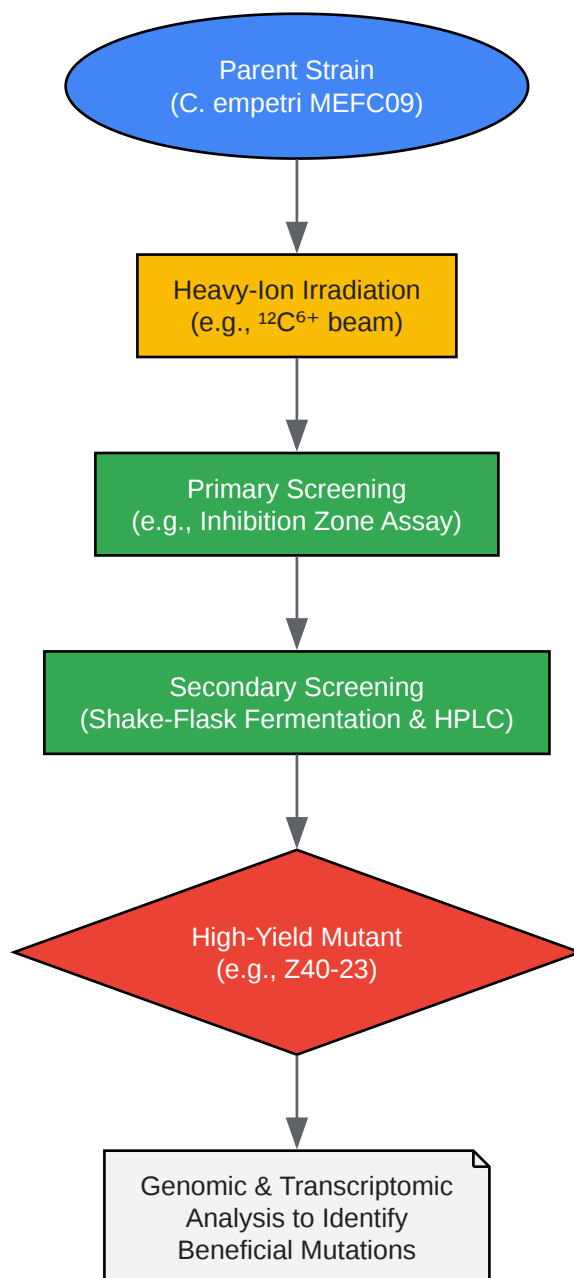 Parent Strain
(C. empetri MEFC09)
Heavy-Ion Irradiation
(e.g., ¹²C⁶⁺ beam)
Primary Screening
(e.g., Inhibition Zone Assay)
Secondary Screening
(Shake-Flask Fermentation & HPLC)
High-Yield Mutant
(e.g., Z40-23)
Genomic & Transcriptomic
Analysis to Identify
Beneficial Mutations